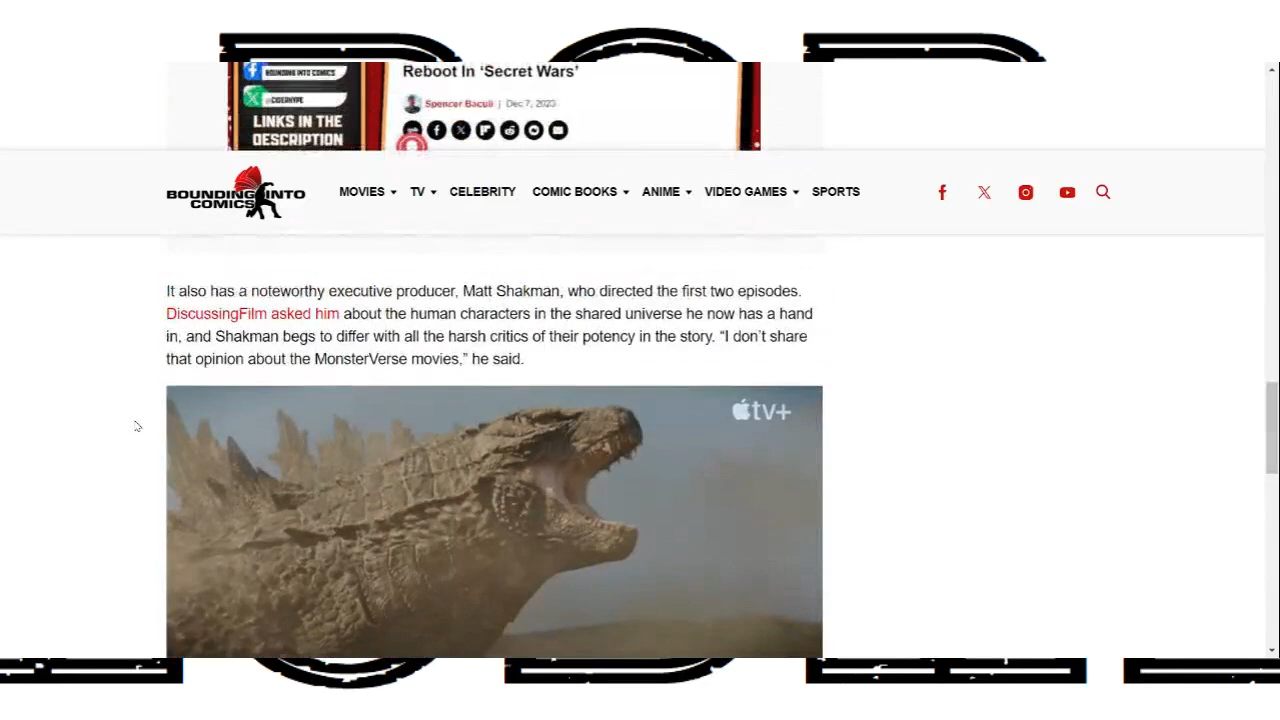 BOUNDING INTO COMICS
@CIBERHYPE
LINKS IN THE
DESCRIPTION
Reboot In ‘Secret Wars’
Spencer Baculi | Dec 7, 2023
BOUNDING INTO
COMICS
MOVIES TV CELEBRITY COMIC BOOKS ANIME VIDEO GAMES SPORTS
It also has a noteworthy executive producer, Matt Shakman, who directed the first two episodes.
DiscussingFilm asked him about the human characters in the shared universe he now has a hand
in, and Shakman begs to differ with all the harsh critics of their potency in the story. “I don’t share
that opinion about the MonsterVerse movies,” he said.
tv+